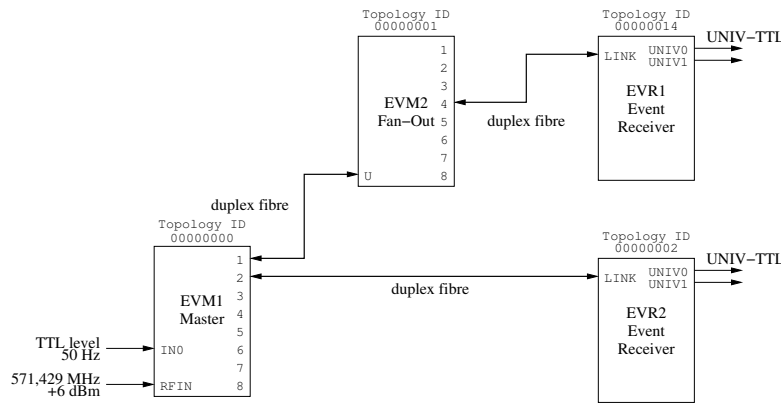 Topology ID
00000001
1
2
3
4
5
6
7
8
EVM2
Fan−Out
U
Topology ID
00000014
LINK
UNIV0
UNIV1
EVR1
Event
Receiver
UNIV−TTL
duplex fibre
duplex fibre
Topology ID
00000000
1
2
3
4
5
6
7
8
EVM1
Master
IN0
RFIN
TTL level
50 Hz
571,429 MHz
+6 dBm
duplex fibre
Topology ID
00000002
LINK
UNIV0
UNIV1
EVR2
Event
Receiver
UNIV−TTL